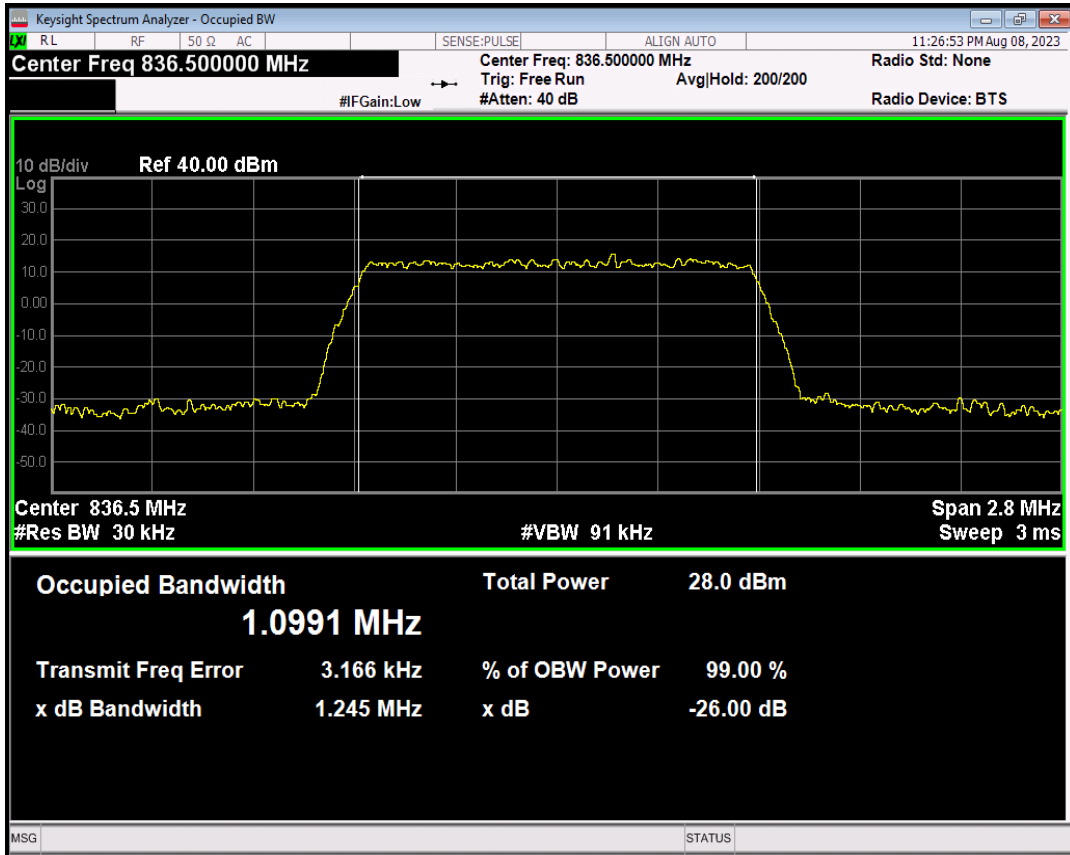 Keysight Spectrum Analyzer - Occupied BW
LXI RL RF 50 Ω AC SENSE:PULSE ALIGN AUTO 11:26:53 PM Aug 08, 2023
Center Freq 836.500000 MHz
Center Freq: 836.500000 MHz Radio Std: None
Trig: Free Run Avg|Hold: 200/200
#IFGain:Low #Atten: 40 dB Radio Device: BTS
10 dB/div Ref 40.00 dBm
Log
30.0
20.0
10.0
0.00
-10.0
-20.0
-30.0
-40.0
-50.0
Center 836.5 MHz Span 2.8 MHz
#Res BW 30 kHz #VBW 91 kHz Sweep 3 ms
Occupied Bandwidth Total Power 28.0 dBm
1.0991 MHz
Transmit Freq Error 3.166 kHz % of OBW Power 99.00 %
x dB Bandwidth 1.245 MHz x dB -26.00 dB
MSG STATUS